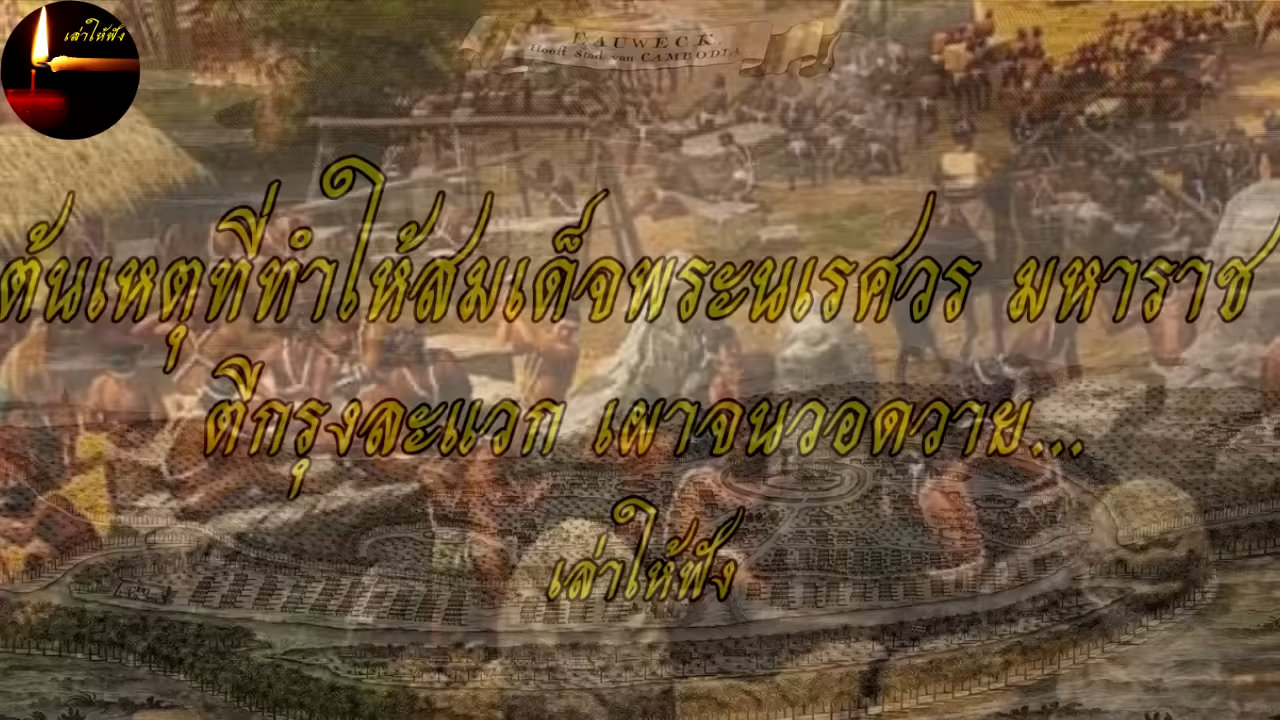 เล่าให้ฟัง
EAUWECK
Hooft Stad van CAMBODIA
ต้นเหตุที่ทำให้สมเด็จพระนเรศวร มหาราช
ตีกรุงละแวก เผาจนวอดวาย...
เล่าให้ฟัง